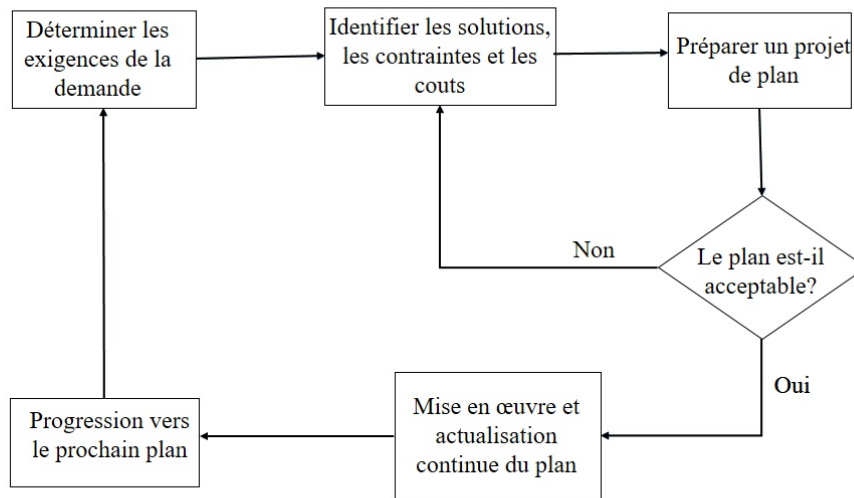 Déterminer les
exigences de la
demande
Identifier les solutions,
les contraintes et les
couts
Préparer un projet
de plan
Le plan est-il
acceptable?
Non
Oui
Mise en œuvre et
actualisation
continue du plan
Progression vers
le prochain plan